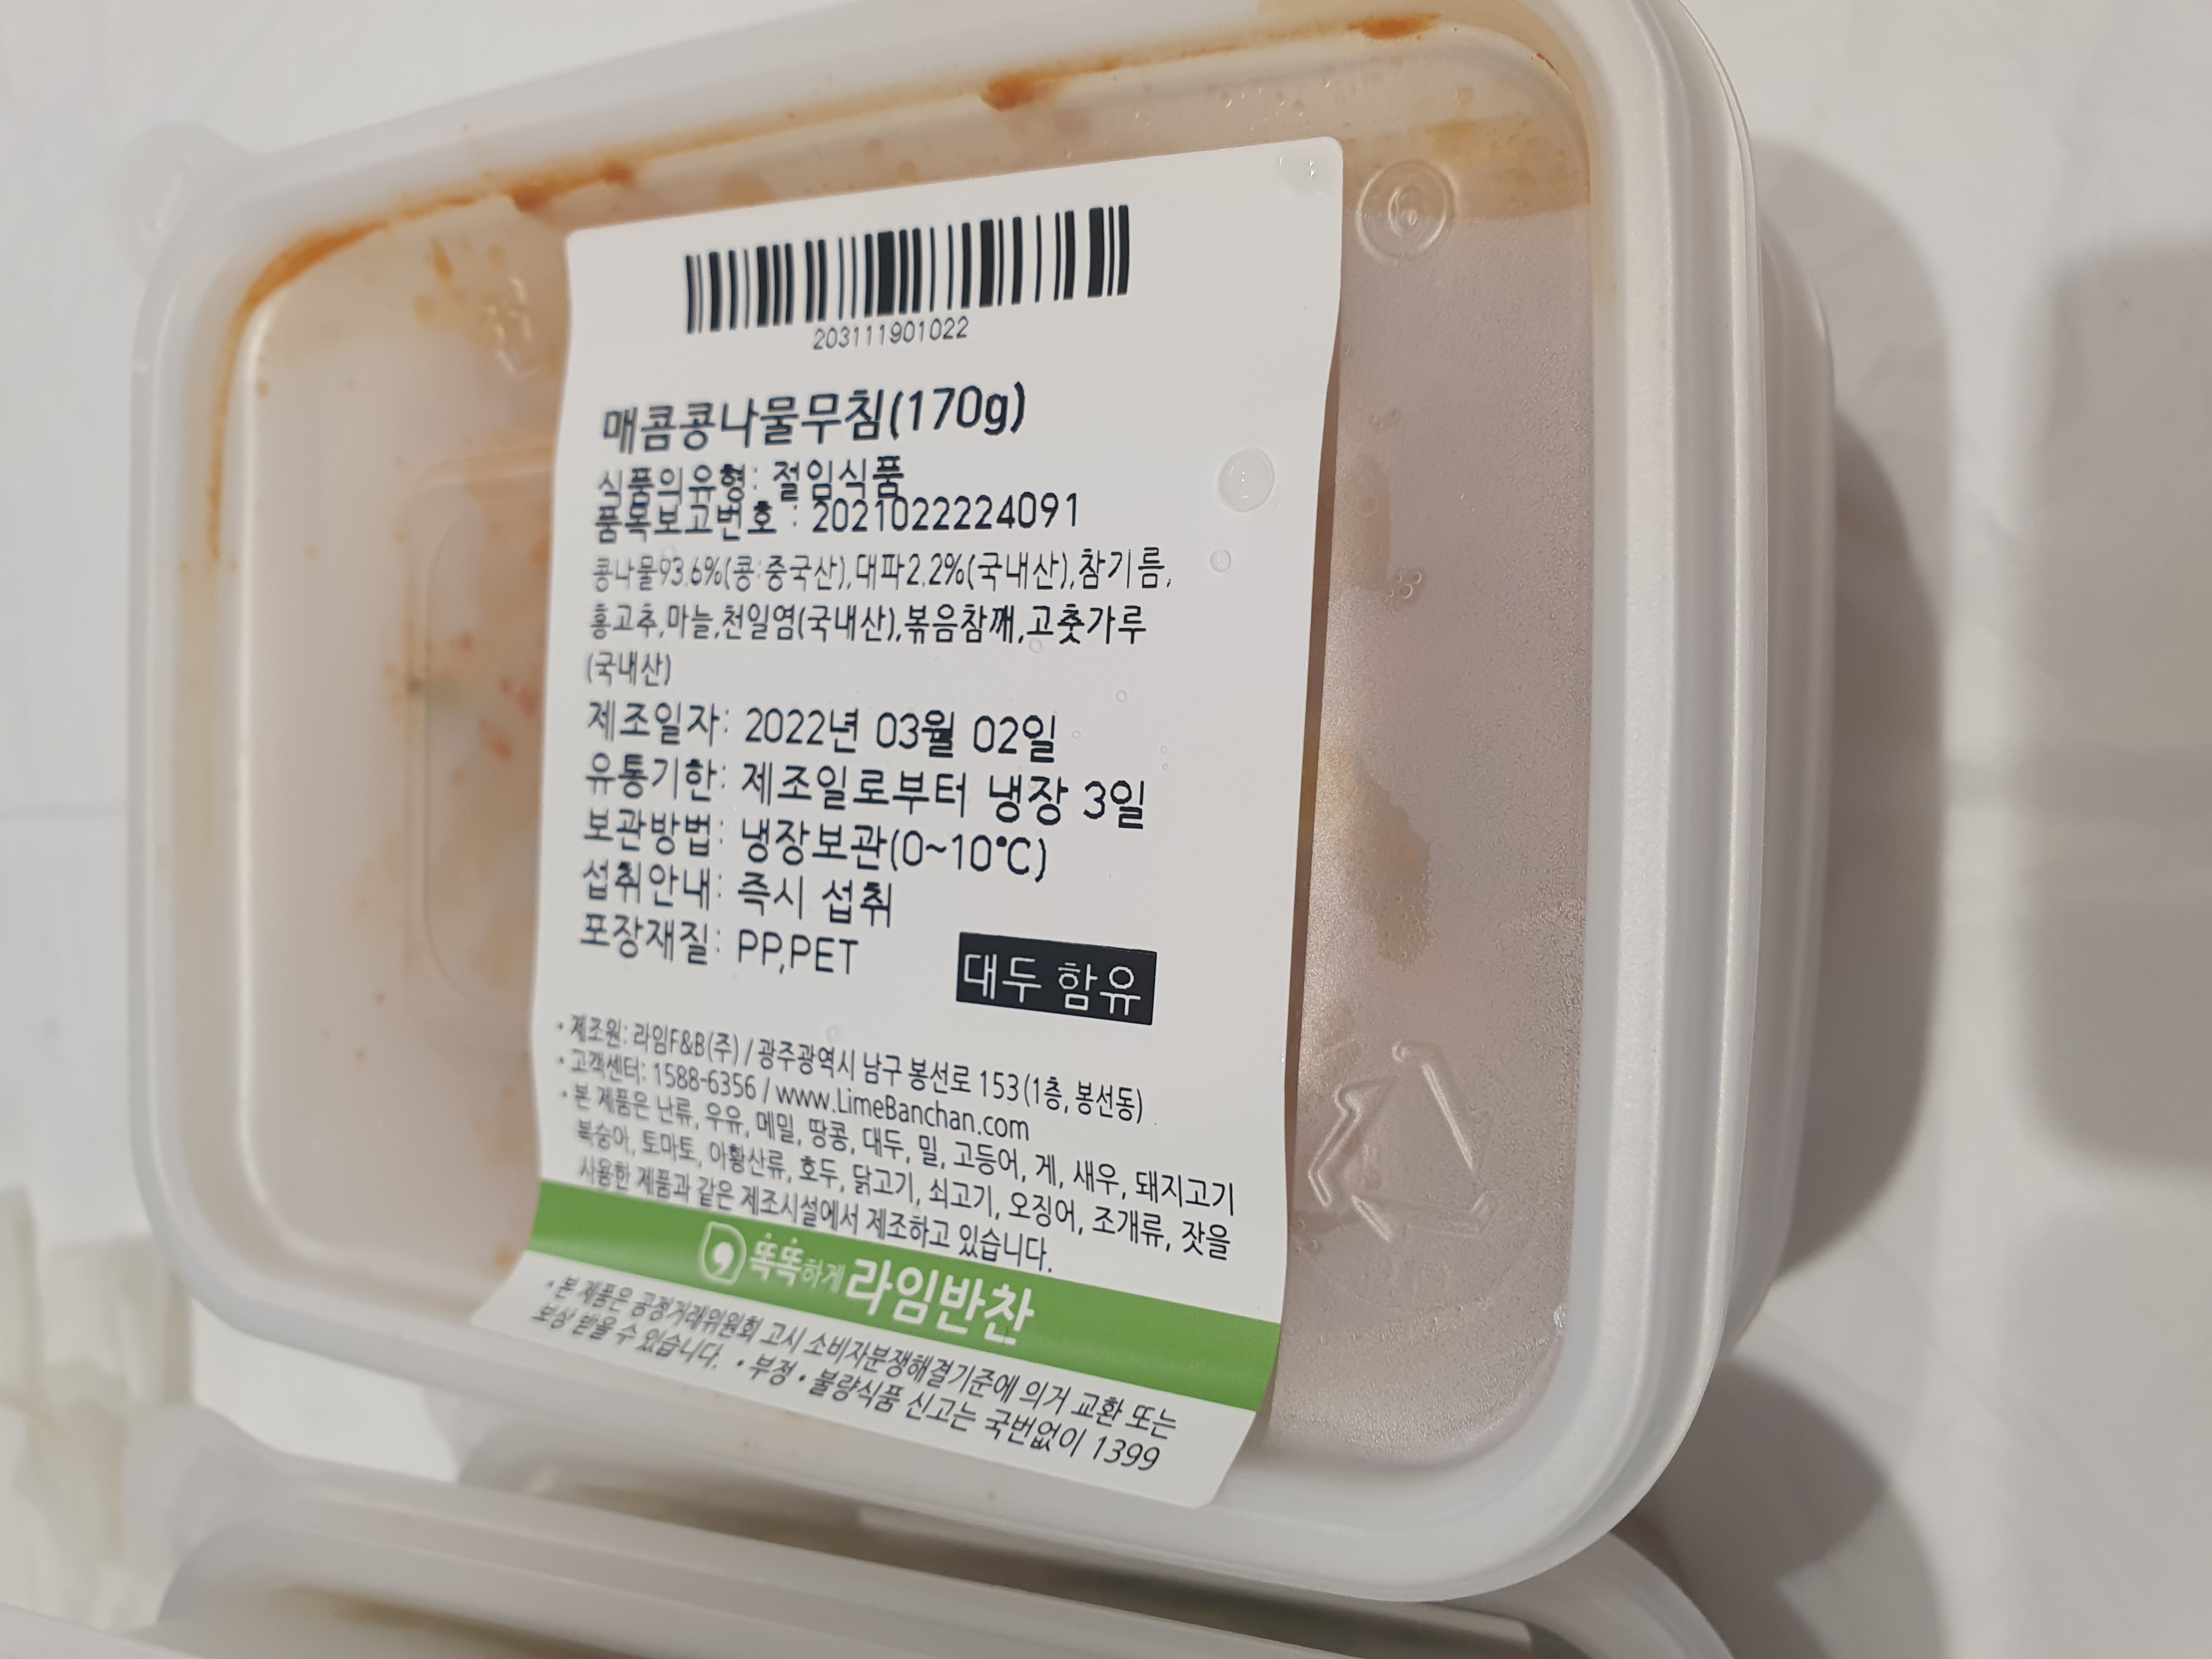 203111901022
매콤콩나물무침(170g)
식품의유형: 절임식품
품목보고번호 : 2021022224091
콩나물93.6%(콩:중국산),대파2.2%(국내산),참기름,
홍고추,마늘,천일염(국내산),볶음참깨,고춧가루
(국내산)
제조일자: 2022년 03월 02일
유통기한: 제조일로부터 냉장 3일
보관방법: 냉장보관(0~10℃)
섭취안내: 즉시 섭취
포장재질: PP,PET
대두 함유
• 제조원: 라임F&B(주) / 광주광역시 남구 봉선로 153(1층, 봉선동)
• 고객센터: 1588-6356 / www.LimeBanchan.com
• 본 제품은 난류, 우유, 메밀, 땅콩, 대두, 밀, 고등어, 게, 새우, 돼지고기
복숭아, 토마토, 아황산류, 호두, 닭고기, 쇠고기, 오징어, 조개류, 잣을
사용한 제품과 같은 제조시설에서 제조하고 있습니다.
똑똑하게 라임반찬
• 본 제품은 공정거래위원회 고시 소비자분쟁해결기준에 의거 교환 또는
보상 받을 수 있습니다. • 부정 • 불량식품 신고는 국번없이 1399